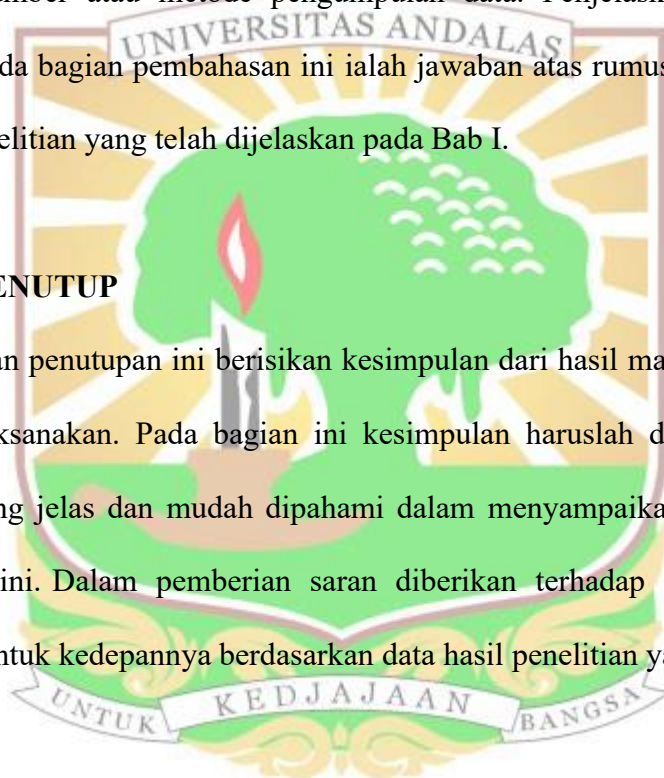 atau metode pengumpulan data.
UNIVERSITAS ANDALAS
da bagian pembahasan ini ialah jawaban atas rumus
elitian yang telah dijelaskan pada Bab I.
ENUTUP
an penutupan ini berisikan kesimpulan dari hasil ma
ksanakan. Pada bagian ini kesimpulan haruslah d
ng jelas dan mudah dipahami dalam menyampaika
ini. Dalam pemberian saran diberikan terhadap
ntuk kedepannya berdasarkan data hasil penelitian ya
UNTUK KEDJAJAAN BANGSA